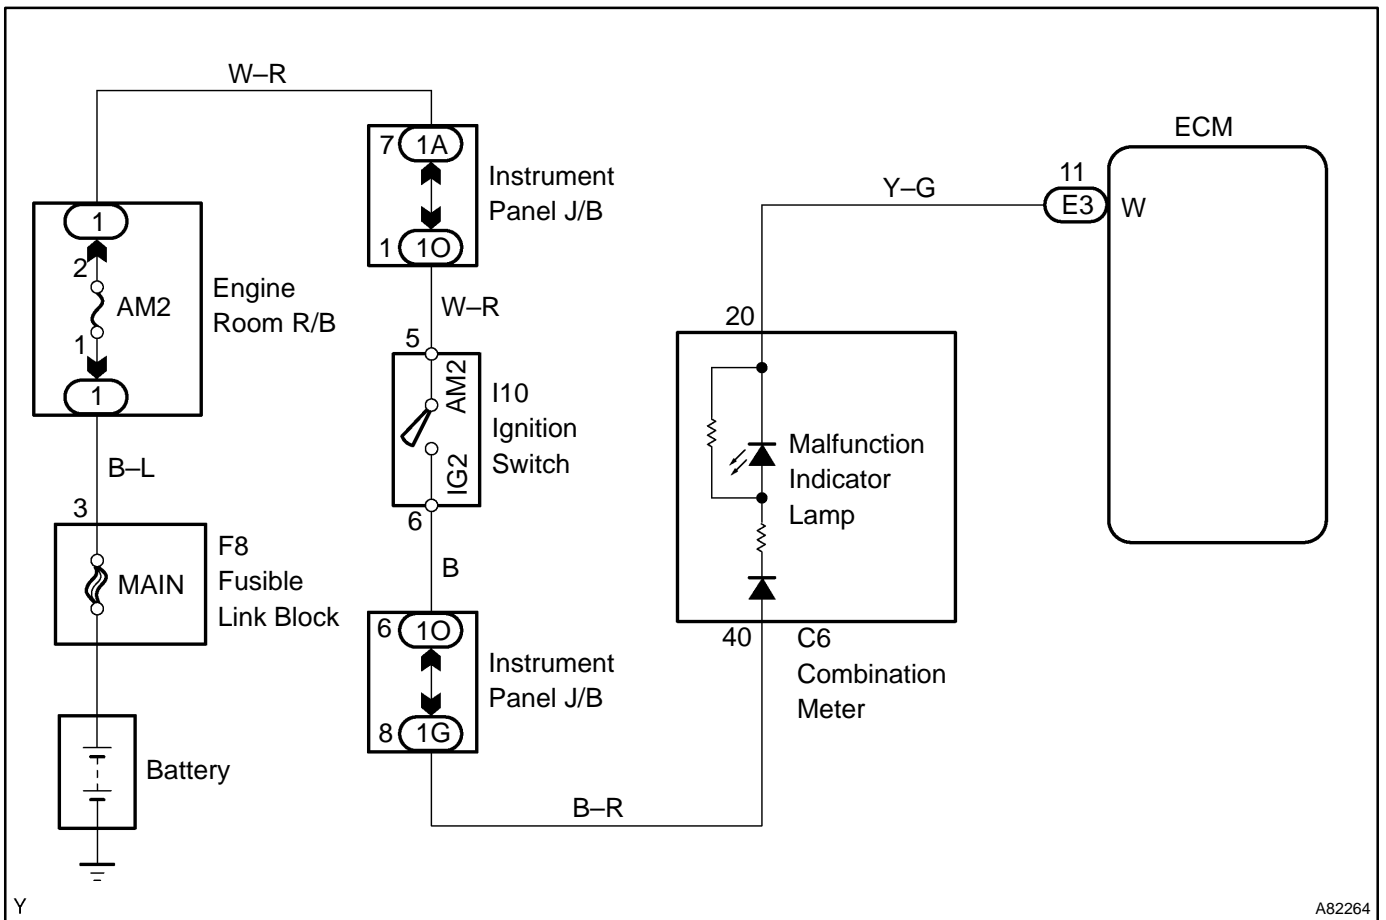 W–R
7
1A
Instrument
Panel J/B
1
1O
W–R
1
2
AM2
1
1
Engine
Room R/B
B–L
3
MAIN
F8
Fusible
Link Block
Battery
5
AM2
IG2
6
I10
Ignition
Switch
B
6
1O
Instrument
Panel J/B
8
1G
B–R
Y–G
20
Malfunction
Indicator
Lamp
40
C6
Combination
Meter
ECM
11
E3
W
Y
A82264